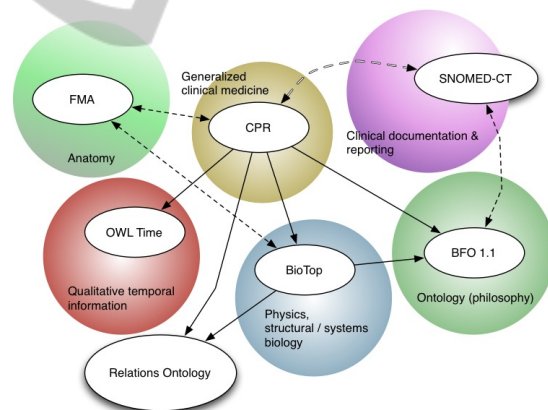 SNOMED-CT
Generalized
clinical medicine
FMA
CPR
Clinical documentation &
reporting
Anatomy
OWL Time
BFO 1.1
BioTop
Qualitative temporal
information
Ontology (philosophy)
Physics,
structural / systems
biology
Relations Ontology